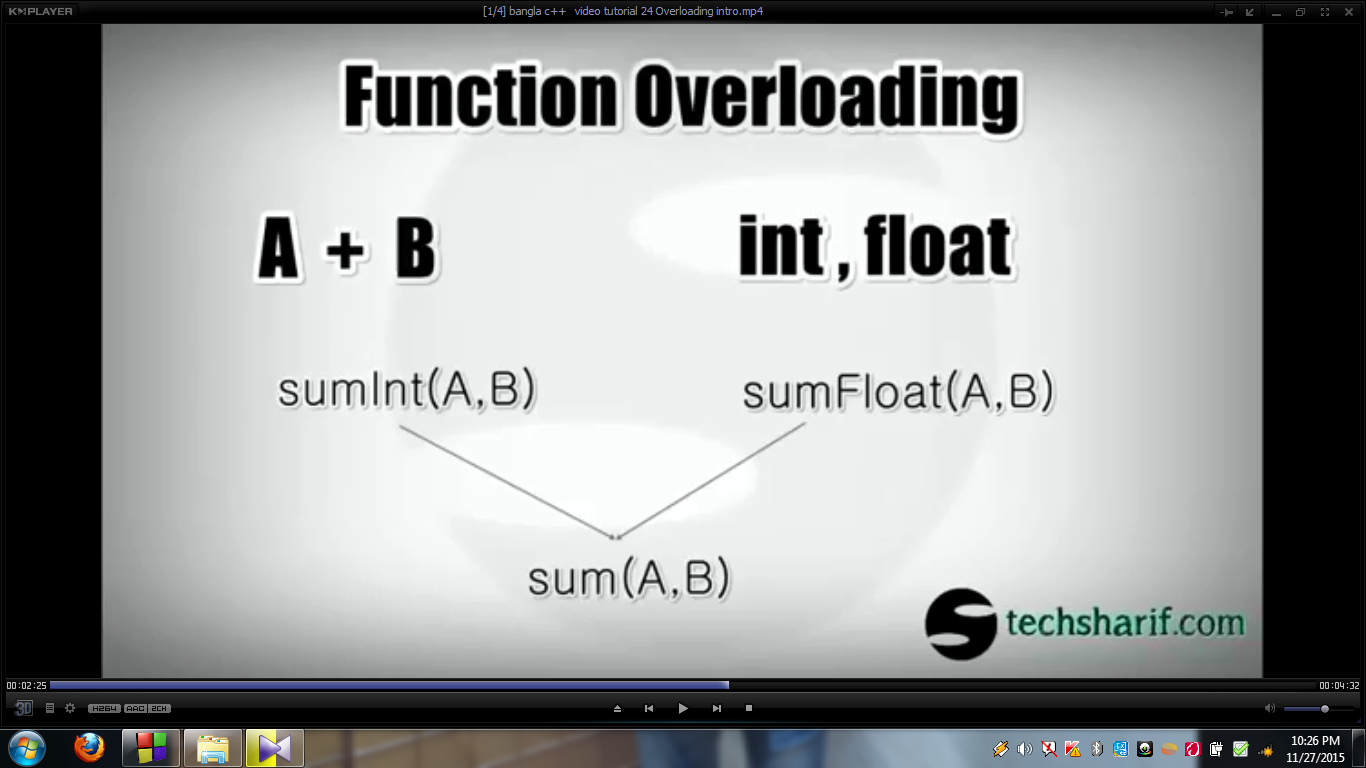 KMPLAYER
[1/4] bangla c++ video tutorial 24 Overloading intro.mp4
Function Overloading
A + B
int , float
sumInt(A,B)
sumFloat(A,B)
sum(A,B)
techsharif.com
00:02:25
00:04:32
3D
H264
AAC
2CH
10:26 PM
11/27/2015